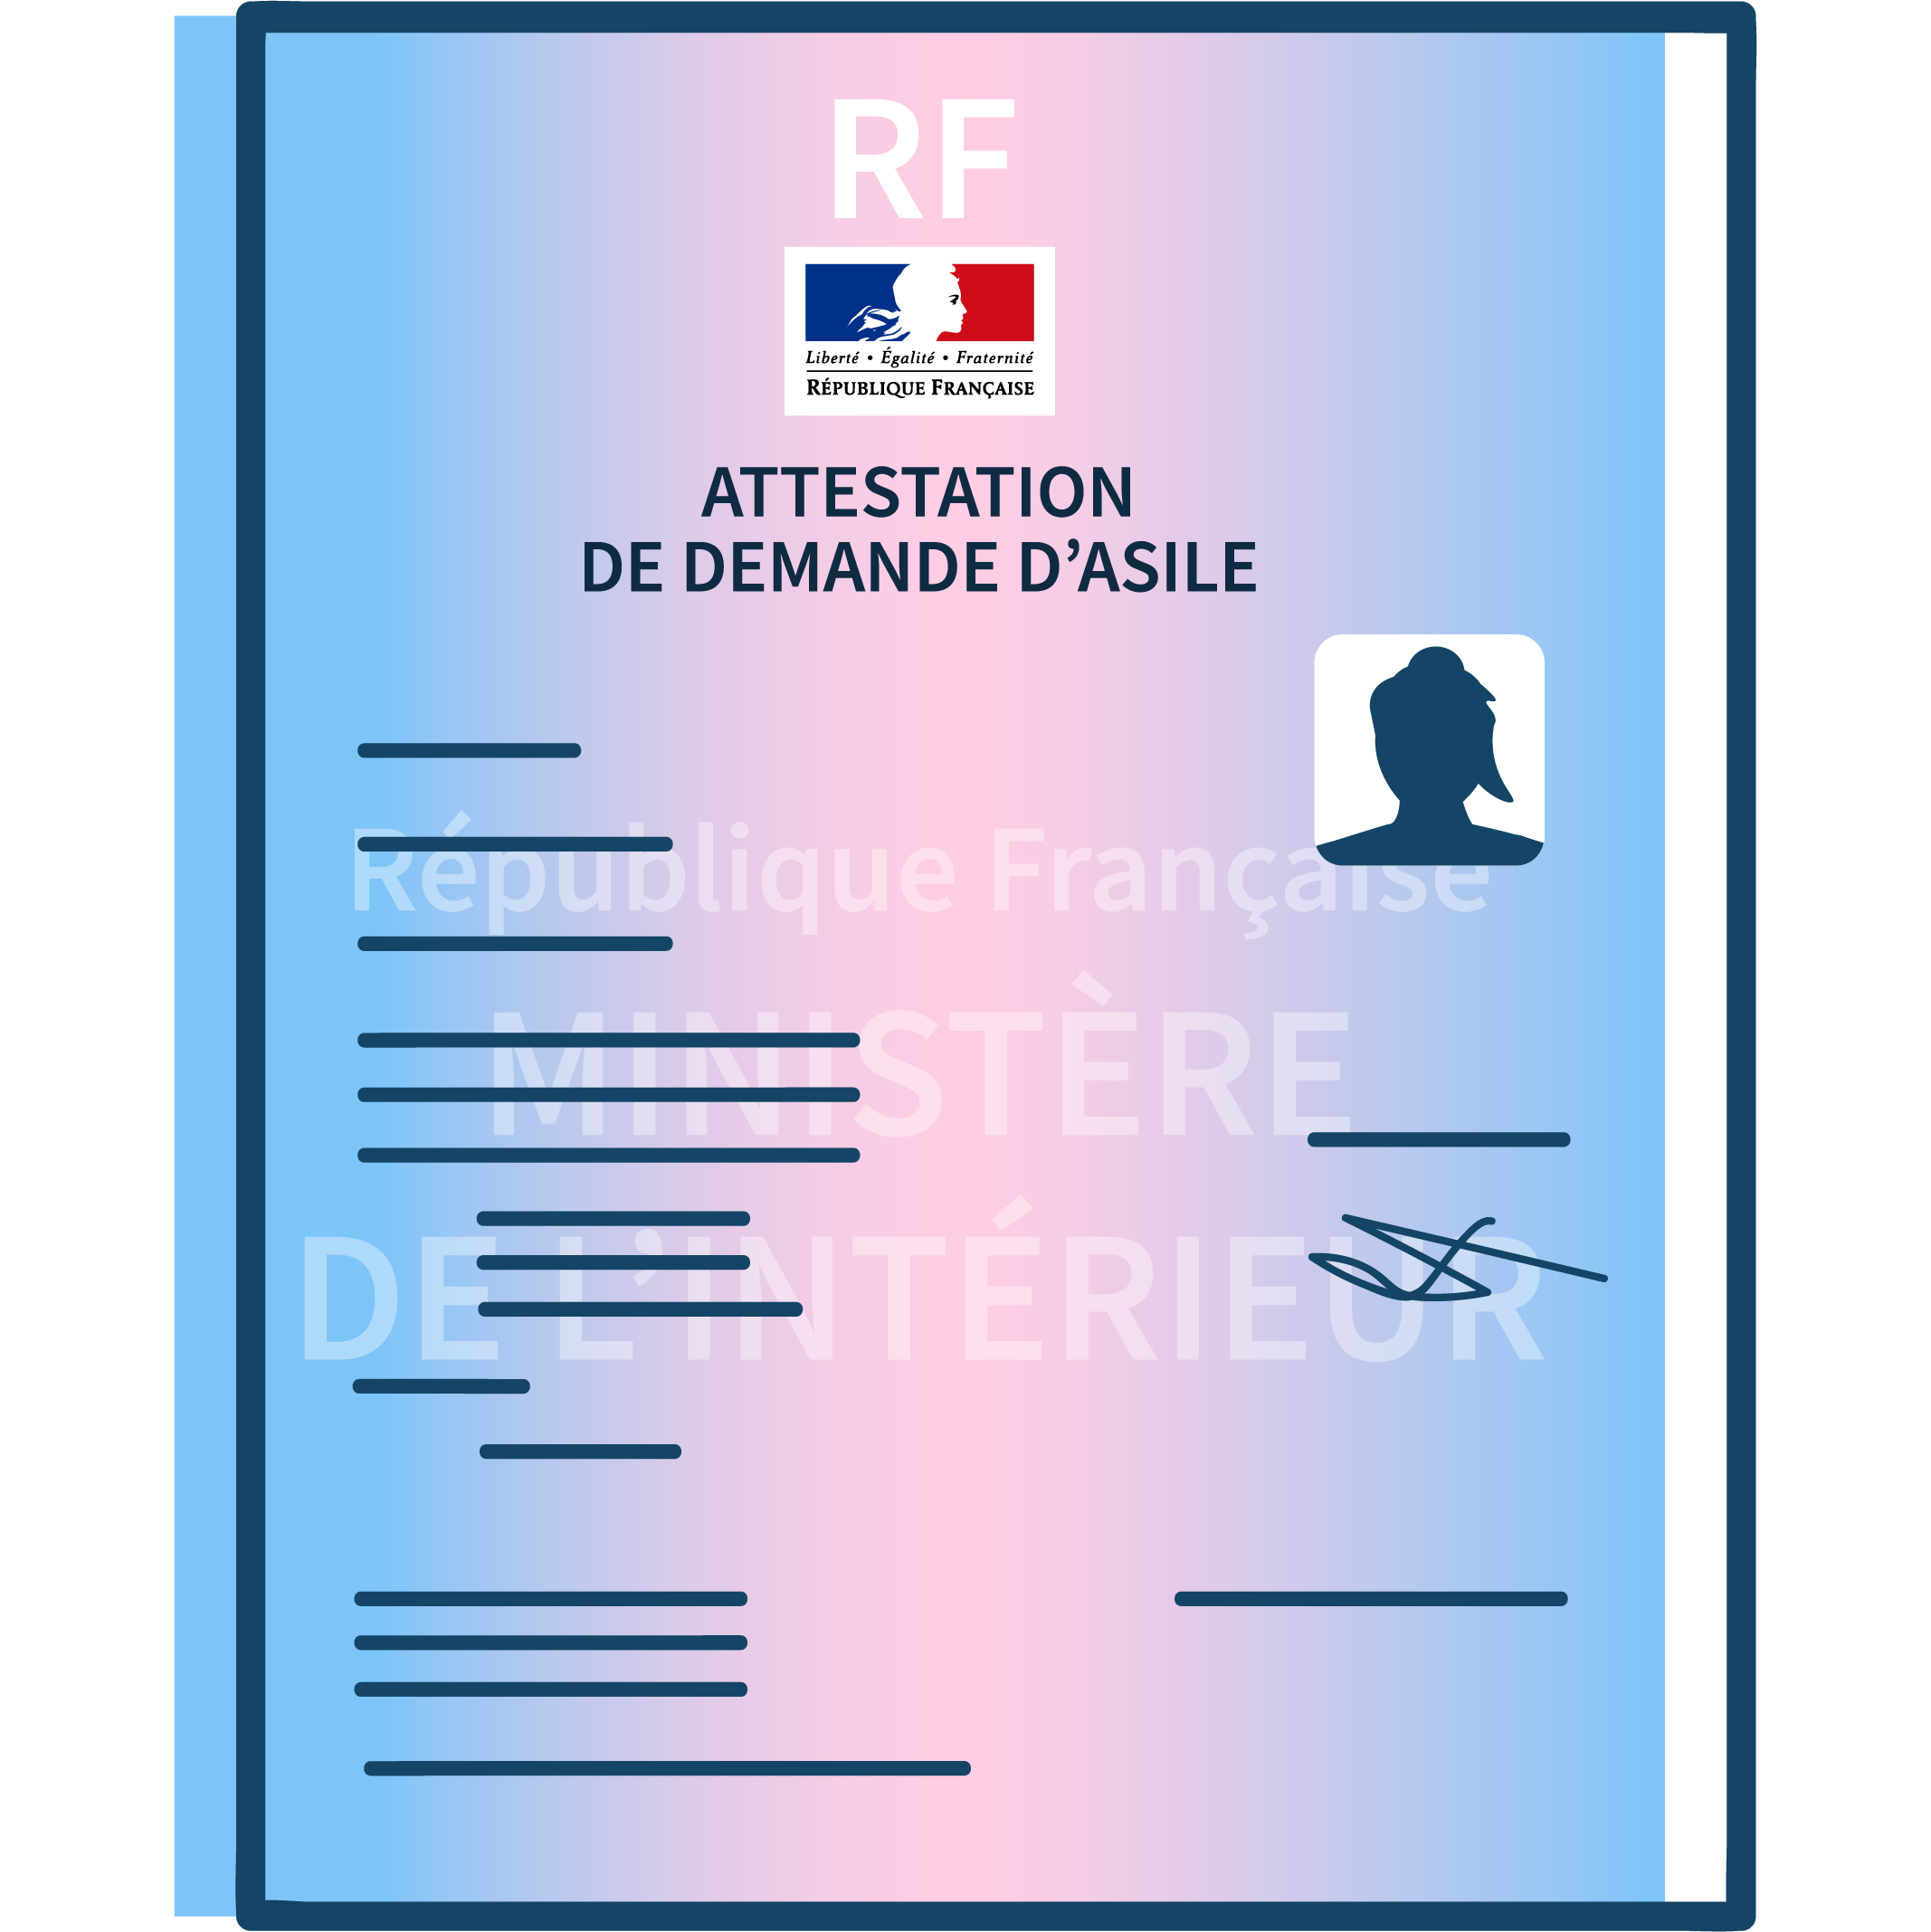 RF
Liberté • Égalité • Fraternité
RÉPUBLIQUE FRANÇAISE
ATTESTATION
DE DEMANDE D’ASILE
République Française
MINISTÈRE
DE L’INTÉRIEUR